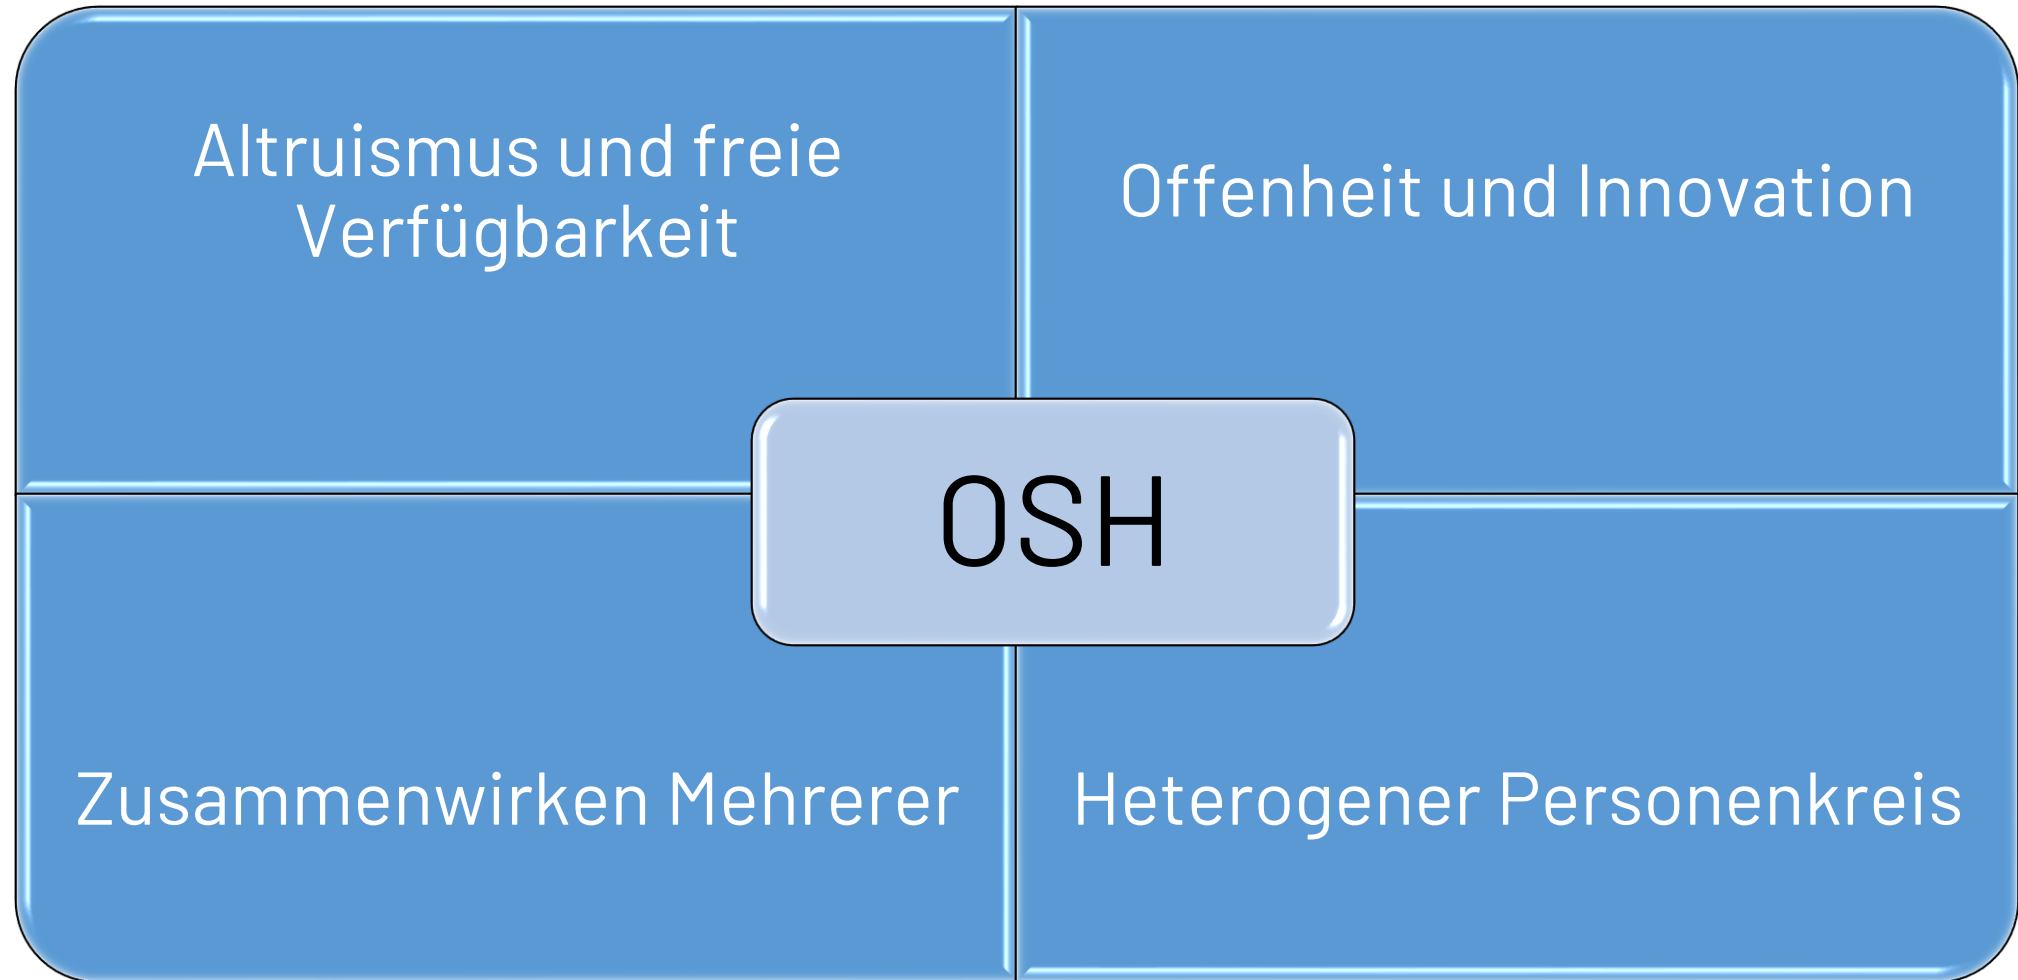 Altruismus und freie
Verfügbarkeit
Offenheit und Innovation
OSH
Zusammenwirken Mehrerer
Heterogener Personenkreis